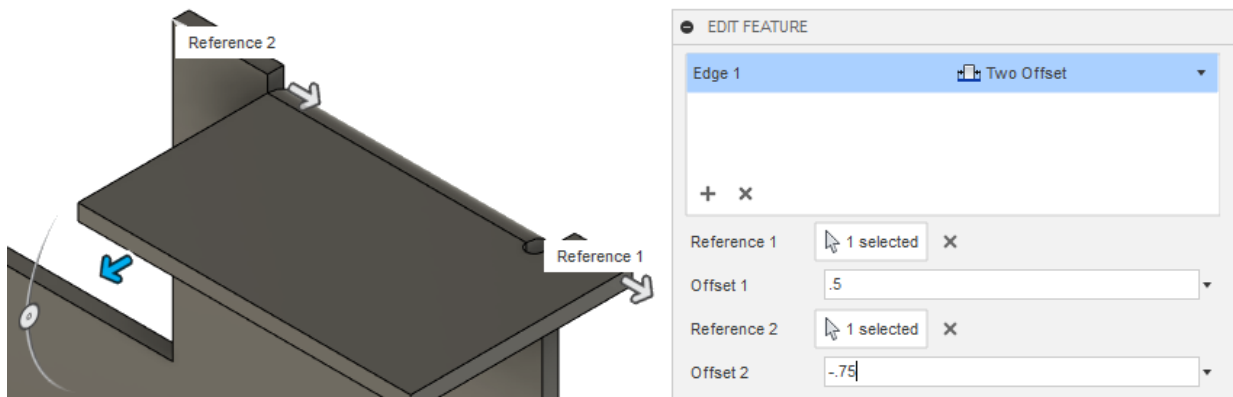 Reference 2
Reference 1
EDIT FEATURE
Edge 1 Two Offset
Reference 1 1 selected
Offset 1 .5
Reference 2 1 selected
Offset 2 -.75